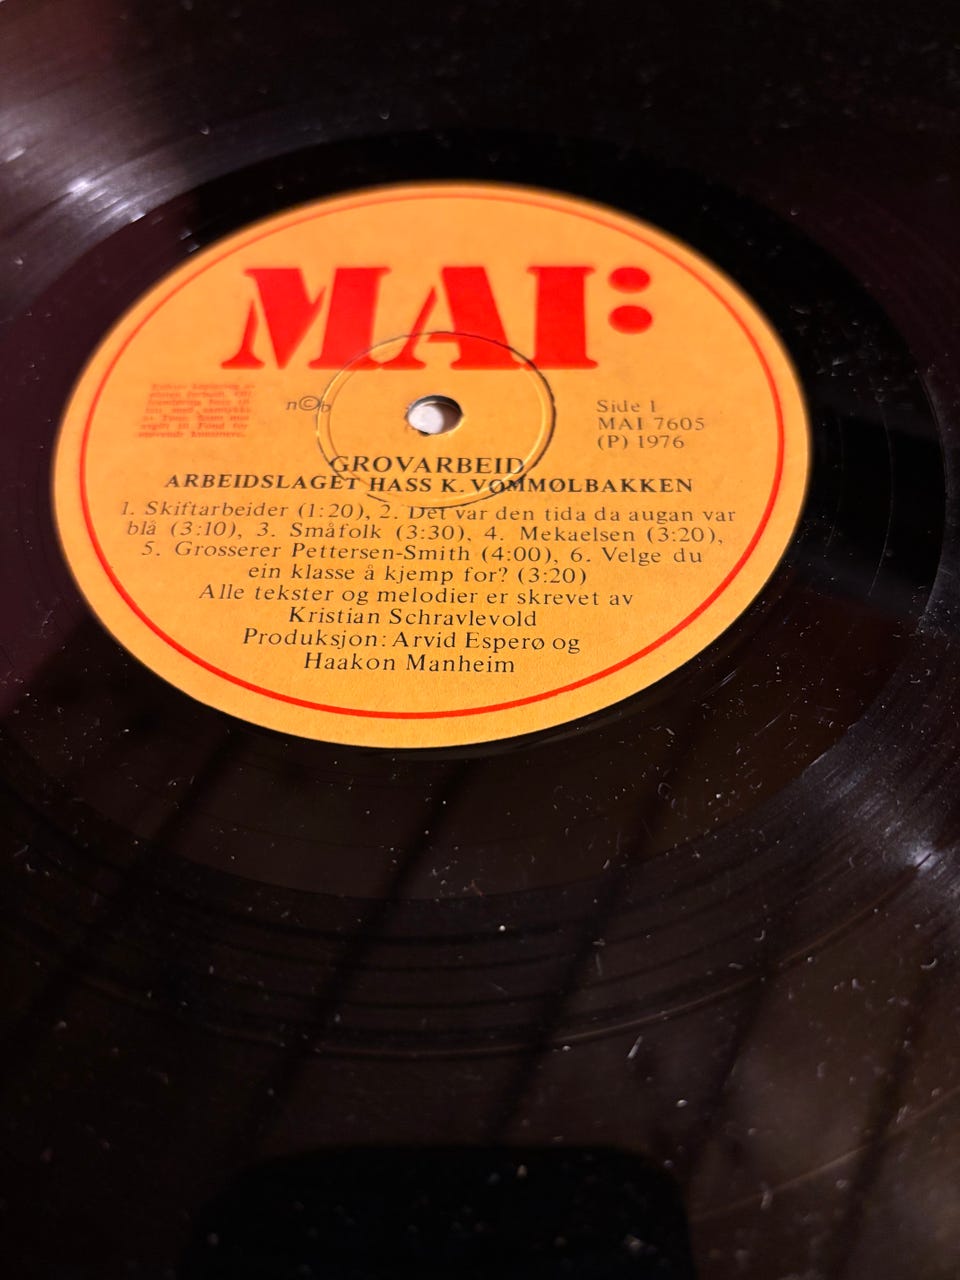 MAI:
n©b
Side 1
MAI 7605
(P) 1976
GROVARBEID
ARBEIDSLAGET HASS K. VØMMØLBAKKEN
1. Skiftarbeider (1:20), 2. Det var den tida da augan var
blå (3:10), 3. Småfolk (3:30), 4. Mekaelsen (3:20),
5. Grosserer Pettersen-Smith (4:00), 6. Velge du
ein klasse å kjemp for? (3:20)
Alle tekster og melodier er skrevet av
Kristian Schravlevold
Produksjon: Arvid Esperø og
Haakon Manheim